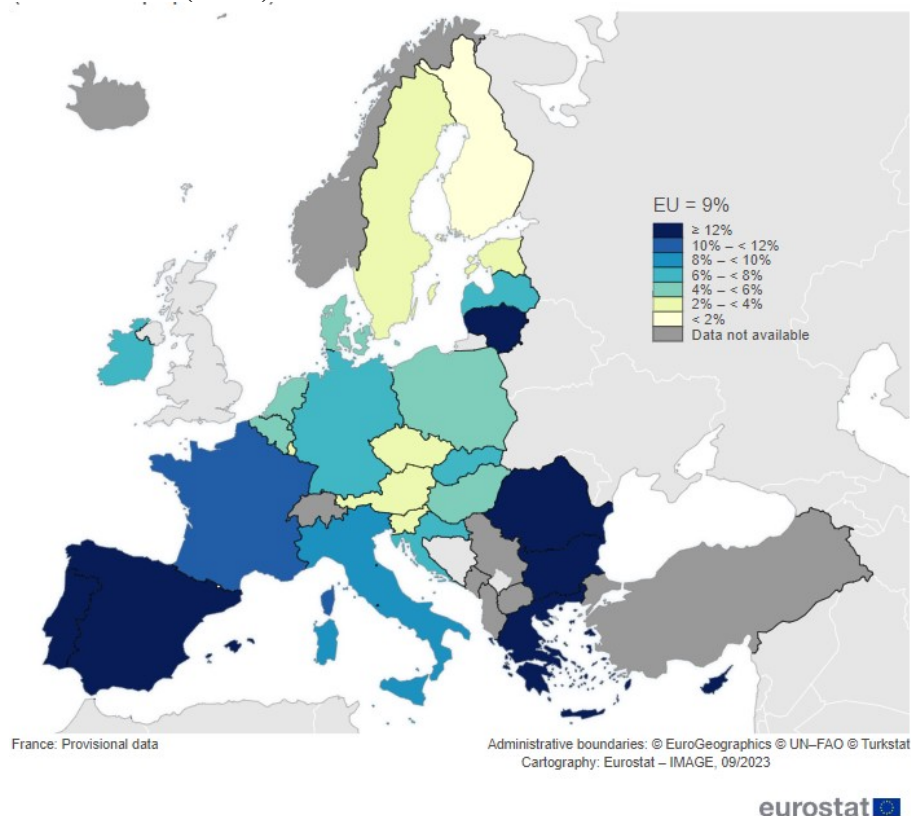 EU = 9%
≥ 12%
10% – < 12%
8% – < 10%
6% – < 8%
4% – < 6%
2% – < 4%
< 2%
Data not available
France: Provisional data
Administrative boundaries: © EuroGeographics © UN–FAO © Turkstat
Cartography: Eurostat – IMAGE, 09/2023
eurostat